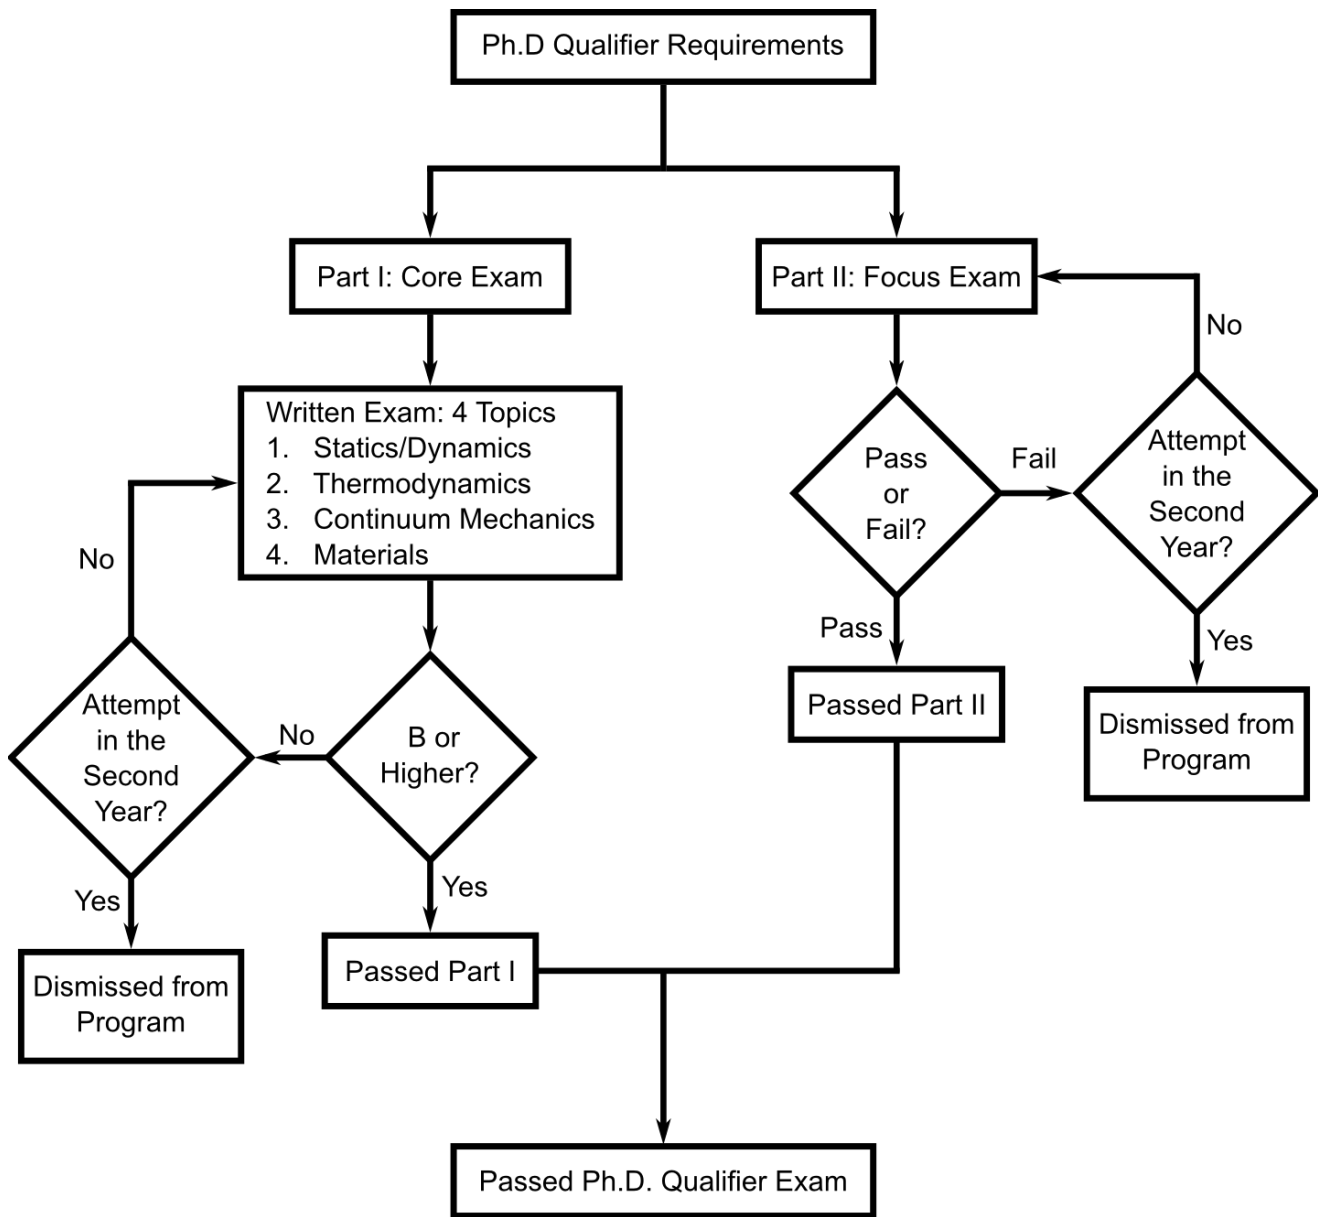 Ph.D Qualifier Requirements
Part I: Core Exam
Part II: Focus Exam
No
Written Exam: 4 Topics
1. Statics/Dynamics
2. Thermodynamics
3. Continuum Mechanics
4. Materials
No
Pass
or
Fail?
Fail
Attempt
in the
Second
Year?
Pass
Yes
Passed Part II
Dismissed from
Program
Attempt
in the
Second
Year?
No
B or
Higher?
Yes
Yes
Dismissed from
Program
Passed Part I
Passed Ph.D. Qualifier Exam